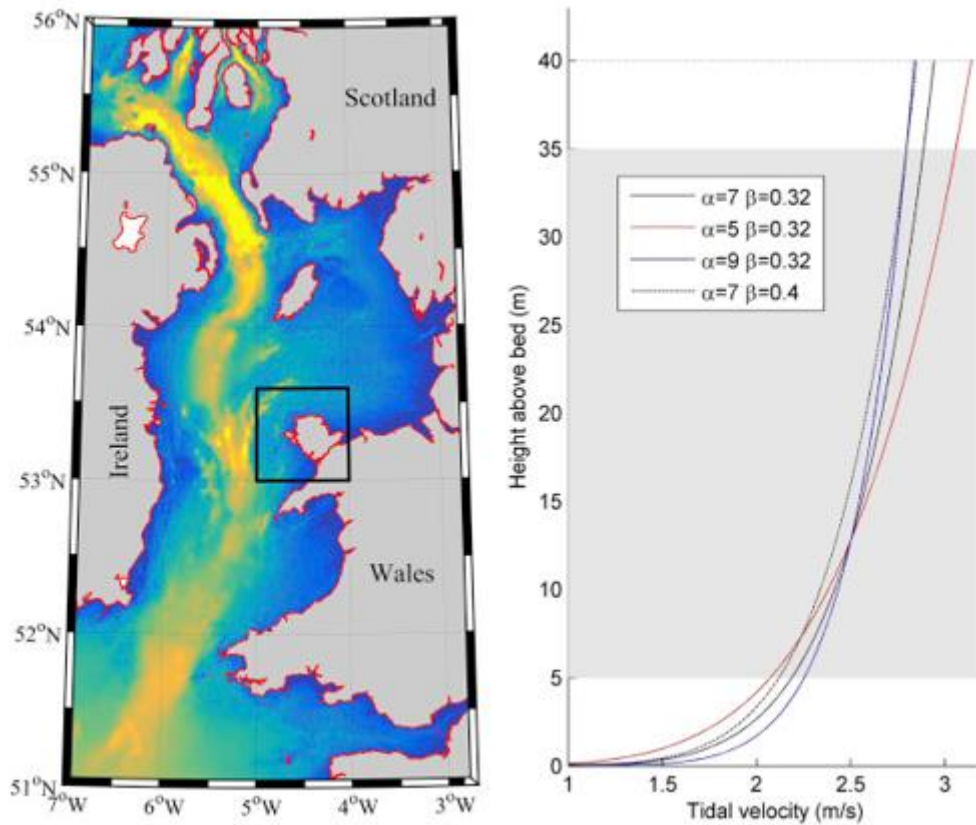 56°N
55°N
54°N
53°N
52°N
51°N
7°W
6°W
5°W
4°W
3°W
Scotland
Ireland
Wales
40
35
30
25
20
15
10
5
0
Height above bed (m)
α=7 β=0.32
α=5 β=0.32
α=9 β=0.32
α=7 β=0.4
1
1.5
2
2.5
3
Tidal velocity (m/s)